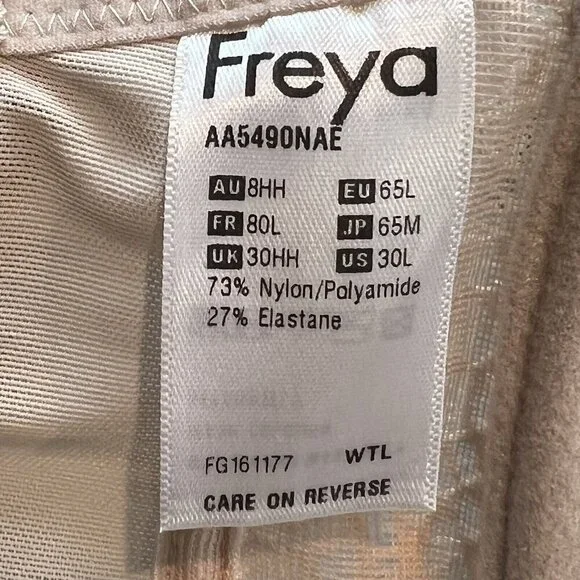 Freya
AA5490NAE
AU 8HH EU 65L
FR 80L JP 65M
UK 30HH US 30L
73% Nylon/Polyamide
27% Elastane
FG161177 WTL
CARE ON REVERSE